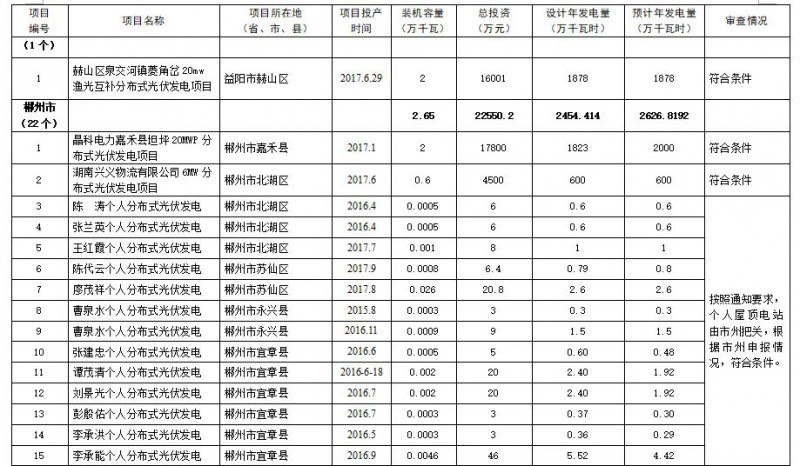 项目编号 项目名称 项目所在地（省、市、县） 项目投产时间 装机容量（万千瓦） 总投资（万元） 设计年发电量（万千瓦时） 预计年发电量（万千瓦时） 审查情况
（1个）
1 赫山区泉交河镇菱角岔20mw渔光互补分布式光伏发电项目 益阳市赫山区 2017.6.29 2 16001 1878 1878 符合条件
郴州市（22个） 2.65 22550.2 2454.414 2626.8192
1 晶科电力嘉禾县坦坪20MWP分布式光伏发电项目 郴州市嘉禾县 2017.1 2 17800 1823 2000 符合条件
2 湖南兴义物流有限公司6MW分布式光伏发电项目 郴州市北湖区 2017.6 0.6 4500 600 600 符合条件
3 陈 涛个人分布式光伏发电 郴州市北湖区 2016.4 0.0005 6 0.6 0.6
4 张兰英个人分布式光伏发电 郴州市北湖区 2016.4 0.0005 6 0.6 0.6
5 王红霞个人分布式光伏发电 郴州市北湖区 2017.7 0.001 8 1 1
6 陈代云个人分布式光伏发电 郴州市苏仙区 2017.9 0.0008 6.4 0.79 0.8
7 廖茂祥个人分布式光伏发电 郴州市苏仙区 2017.8 0.026 20.8 2.6 2.6
8 曹泉水个人分布式光伏发电 郴州市永兴县 2015.8 0.0003 3 0.3 0.3
9 曹泉水个人分布式光伏发电 郴州市永兴县 2016.11 0.0009 9 1.5 1.5
10 张建忠个人分布式光伏发电 郴州市宜章县 2016.6 0.0005 5 0.60 0.48
11 谭茂清个人分布式光伏发电 郴州市宜章县 2016-6-18 0.002 20 2.40 1.92
12 刘景光个人分布式光伏发电 郴州市宜章县 2016.7 0.002 20 2.40 1.92
13 彭殷佑个人分布式光伏发电 郴州市宜章县 2016.7 0.0003 3 0.37 0.30
14 李承洪个人分布式光伏发电 郴州市宜章县 2016.5 0.0003 3 0.36 0.29
15 李承能个人分布式光伏发电 郴州市宜章县 2016.9 0.0046 46 5.52 4.42
按照通知要求，
个人屋顶电站
由市州把关，根
据市州申报情
况，符合条件。